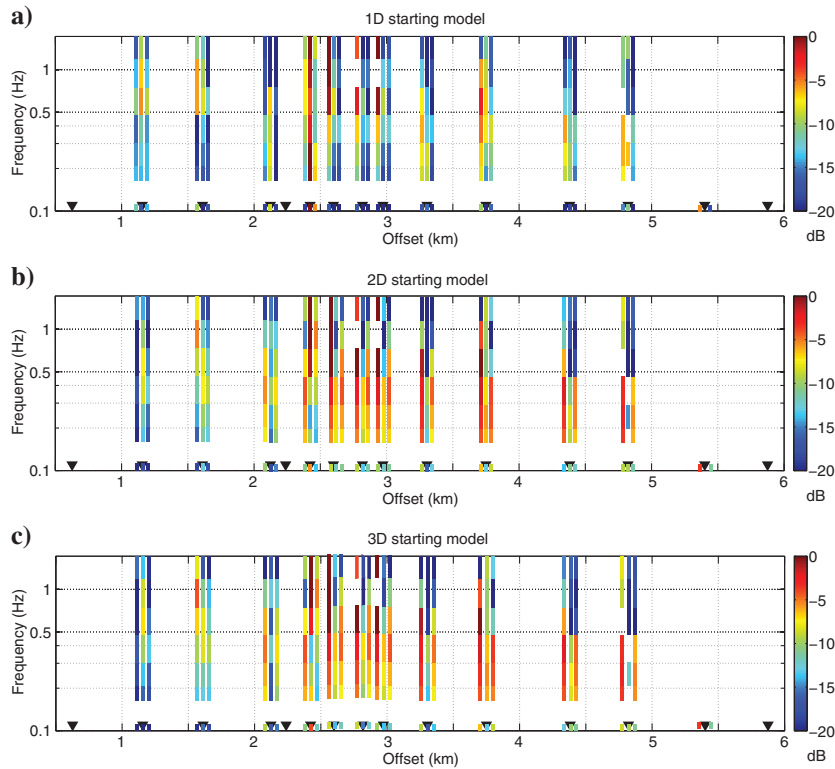 a)
1D starting model
Frequency (Hz)
1
0.5
0.1
1 2 3 4 5 6
Offset (km)
0
−5
−10
−15
−20
dB
b)
2D starting model
Frequency (Hz)
1
0.5
0.1
1 2 3 4 5 6
Offset (km)
0
−5
−10
−15
−20
dB
c)
3D starting model
Frequency (Hz)
1
0.5
0.1
1 2 3 4 5 6
Offset (km)
0
−5
−10
−15
−20
dB